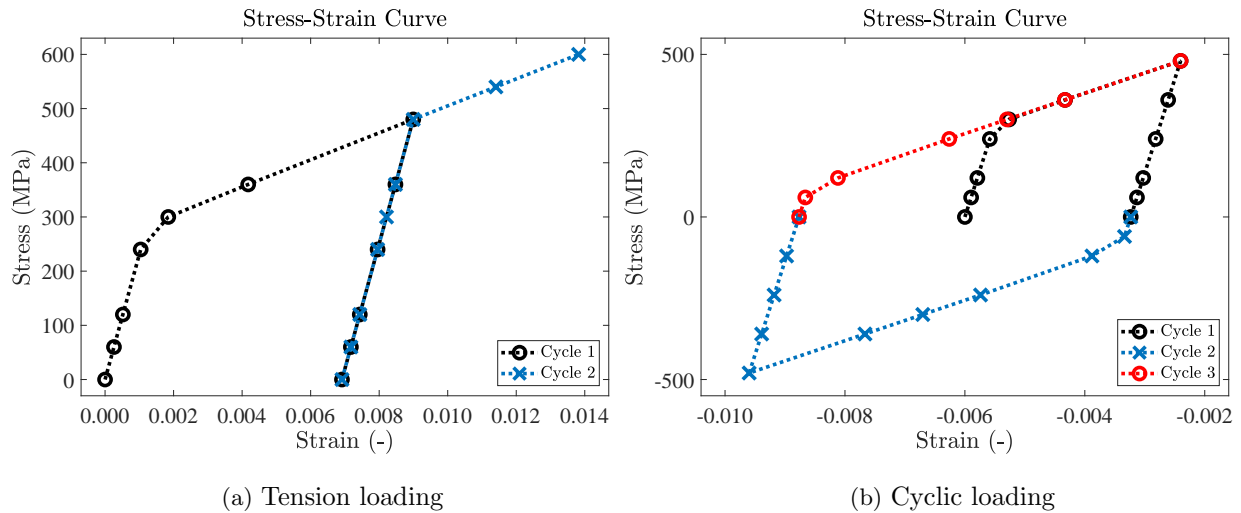 Stress-Strain Curve
Stress (MPa)
600
500
400
300
200
100
0
0.000 0.002 0.004 0.006 0.008 0.010 0.012 0.014
Strain (-)
Cycle 1
Cycle 2
(a) Tension loading
Stress-Strain Curve
Stress (MPa)
500
0
-500
-0.010 -0.008 -0.006 -0.004 -0.002
Strain (-)
Cycle 1
Cycle 2
Cycle 3
(b) Cyclic loading